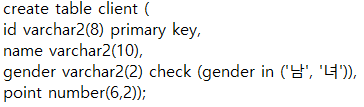 create table client (
id varchar2(8) primary key,
name varchar2(10),
gender varchar2(2) check (gender in ('남', '녀')),
point number(6,2));